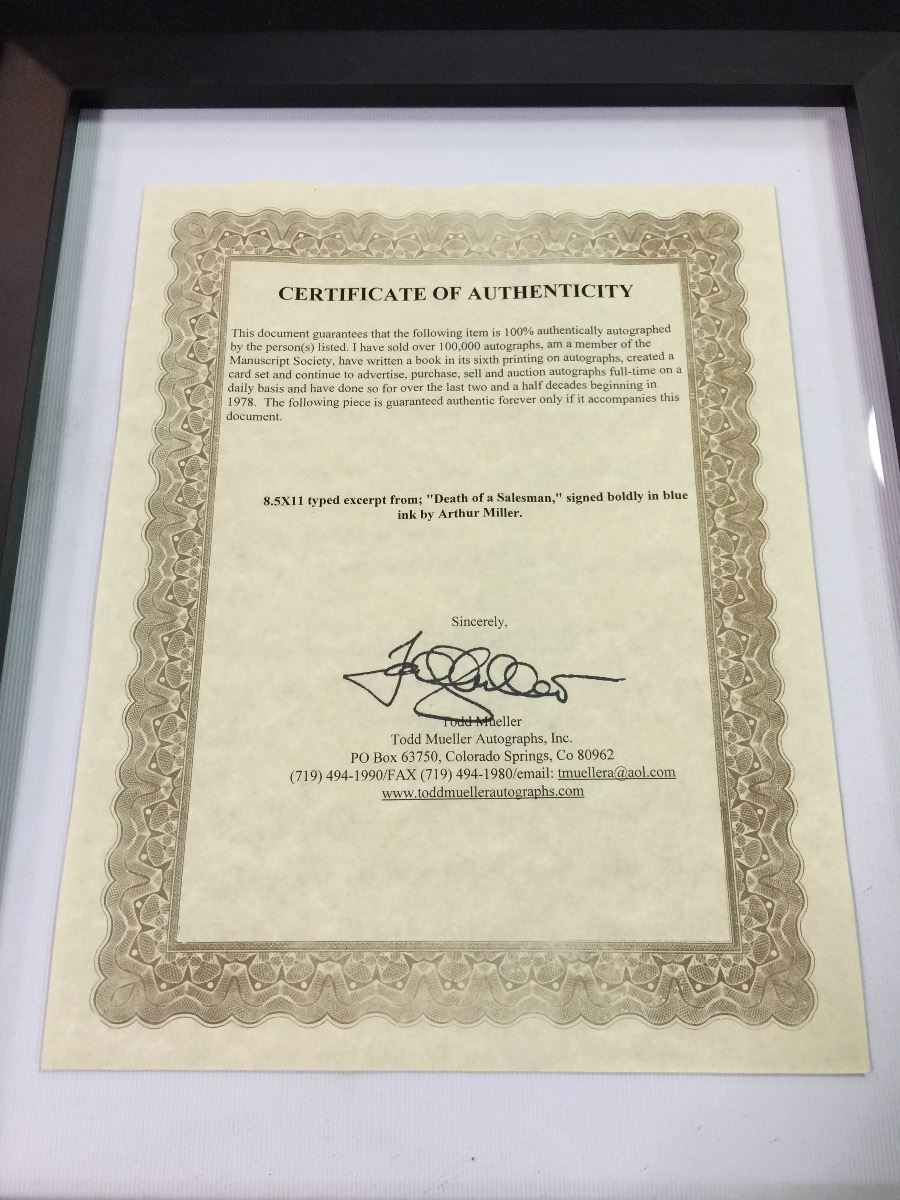 CERTIFICATE OF AUTHENTICITY
This document guarantees that the following item is 100% authentically autographed
by the person(s) listed. I have sold over 100,000 autographs, am a member of the
Manuscript Society, have written a book in its sixth printing on autographs, created a
card set and continue to advertise, purchase, sell and auction autographs full-time on a
daily basis and have done so for over the last two and a half decades beginning in
1978. The following piece is guaranteed authentic forever only if it accompanies this
document.
8.5X11 typed excerpt from; "Death of a Salesman," signed boldly in blue
ink by Arthur Miller.
Sincerely,
Todd Mueller
Todd Mueller Autographs, Inc.
PO Box 63750, Colorado Springs, Co 80962
(719) 494-1990/FAX (719) 494-1980/email: tmuellera@aol.com
www.toddmuellerautographs.com